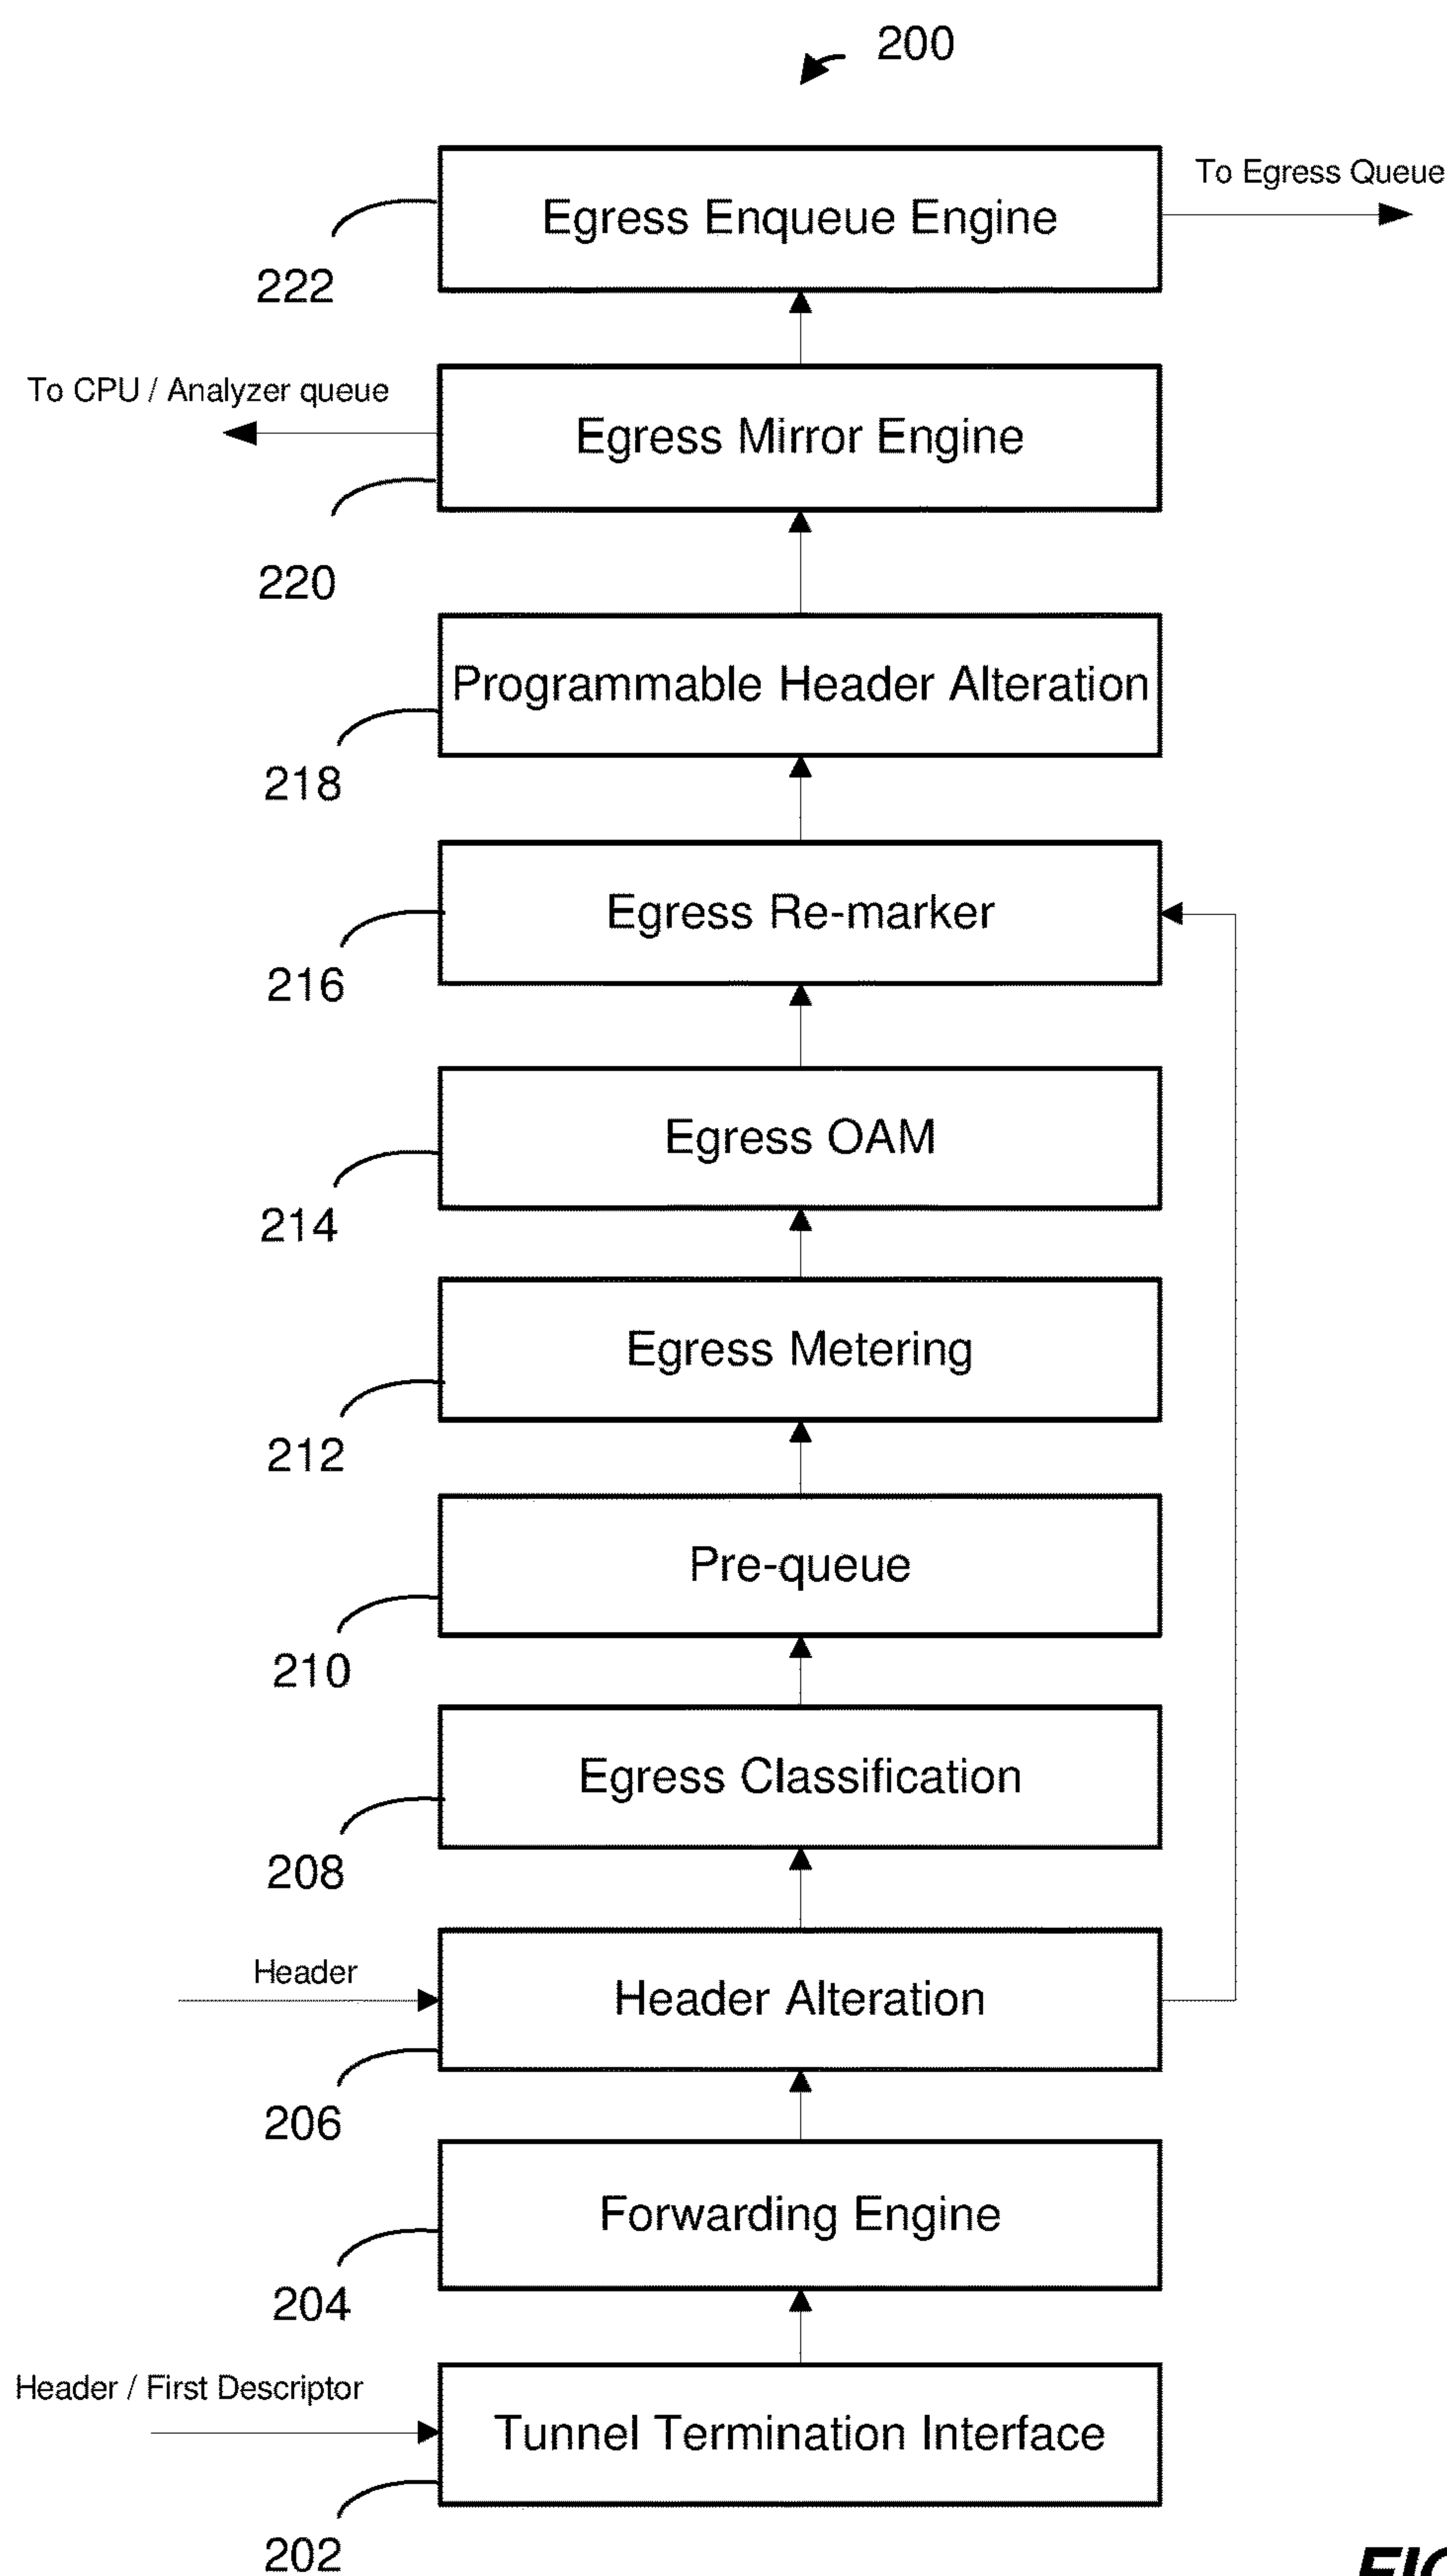 200
To Egress Queue
Egress Enqueue Engine
222
To CPU / Analyzer queue
Egress Mirror Engine
220
Programmable Header Alteration
218
Egress Re-marker
216
Egress OAM
214
Egress Metering
212
Pre-queue
210
Egress Classification
208
Header
Header Alteration
206
Forwarding Engine
204
Header / First Descriptor
Tunnel Termination Interface
202